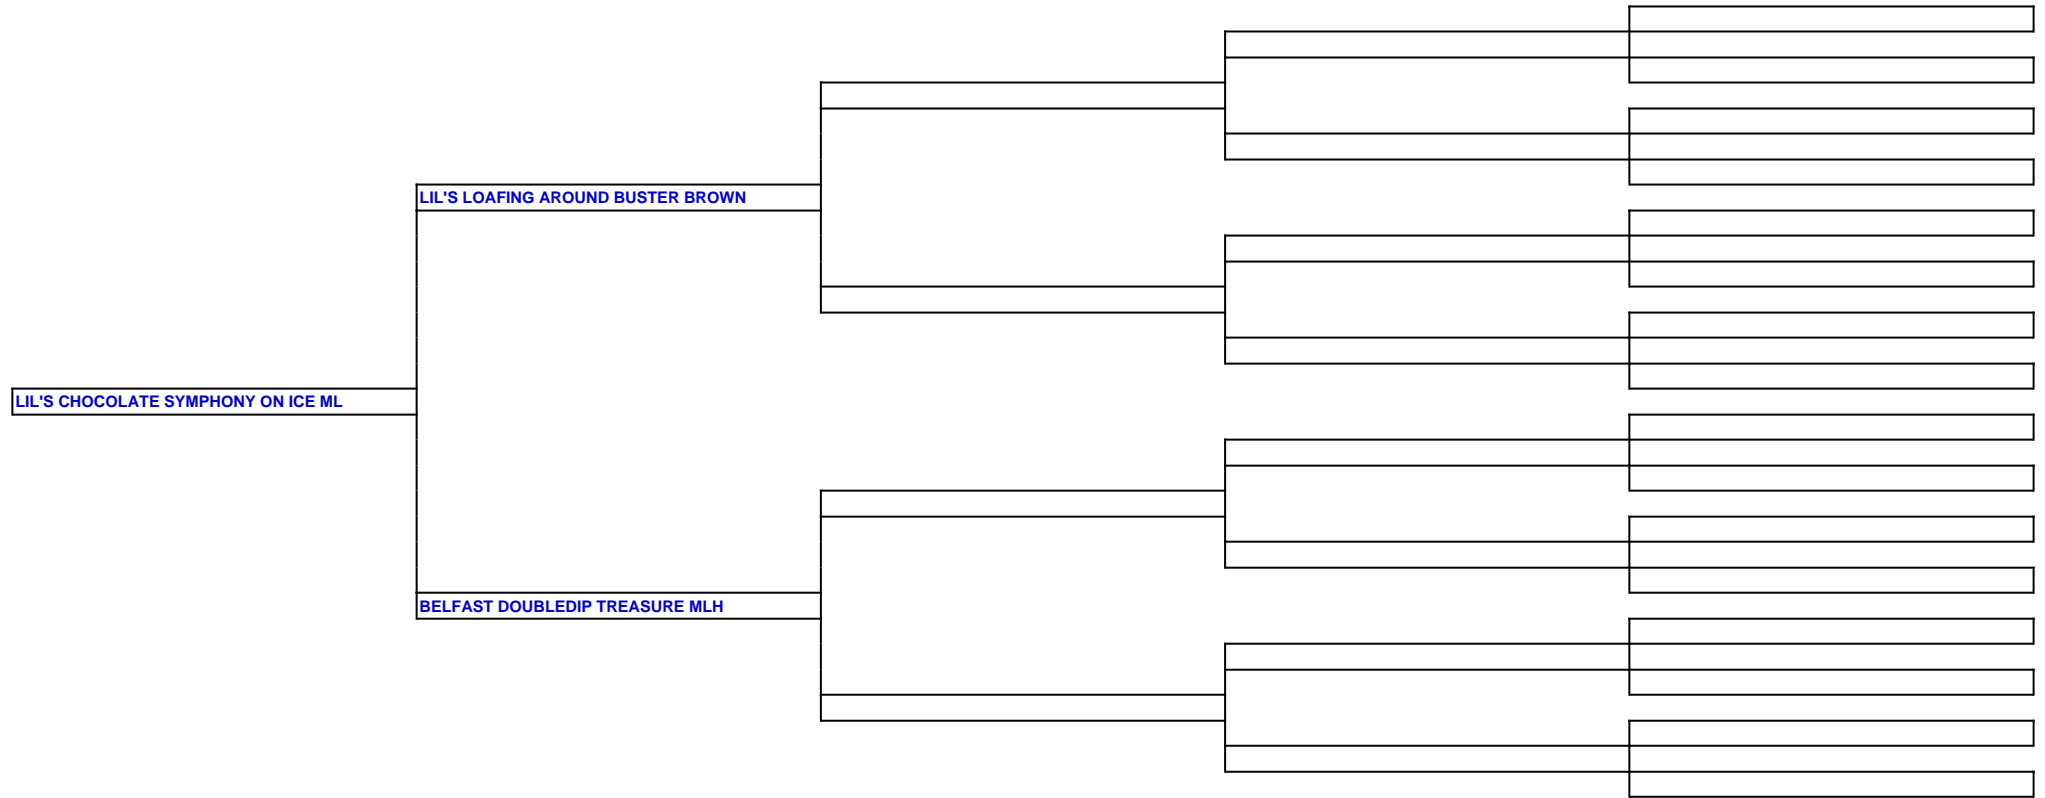 LIL'S LOAFING AROUND BUSTER BROWN
LIL'S CHOCOLATE SYMPHONY ON ICE ML
BELFAST DOUBLEDIP TREASURE MLH